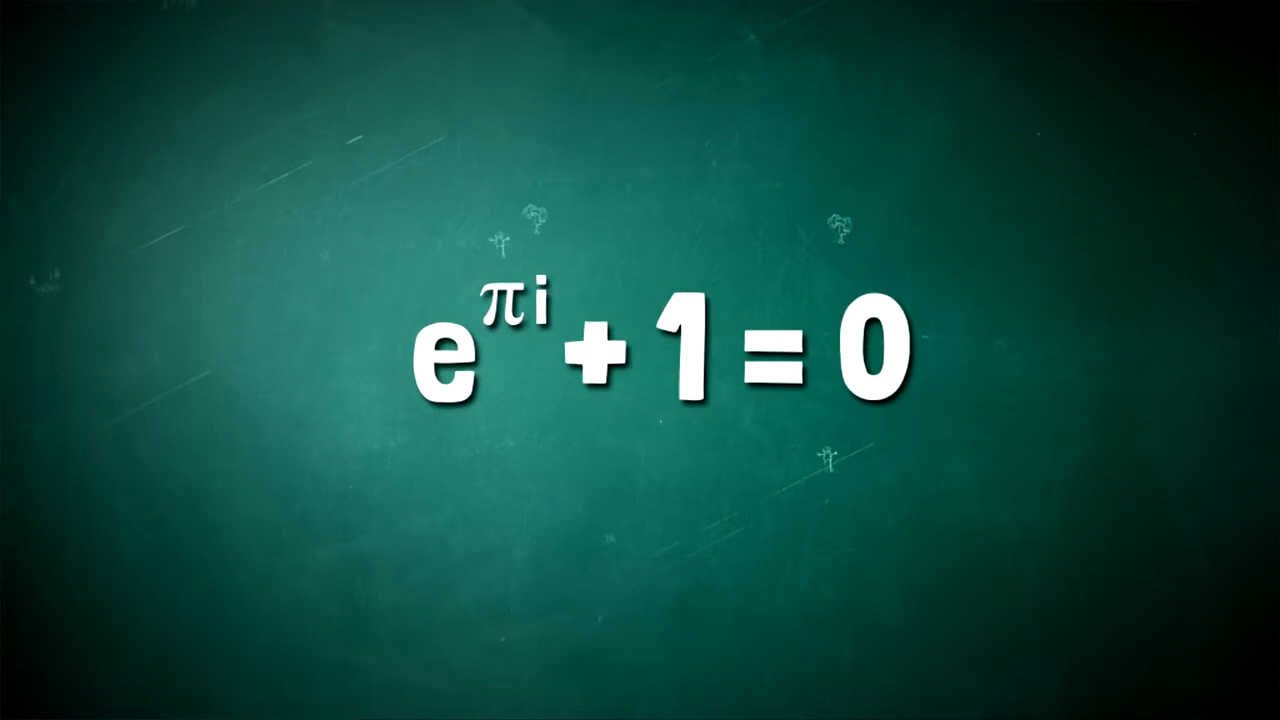 e^{πi} + 1 = 0